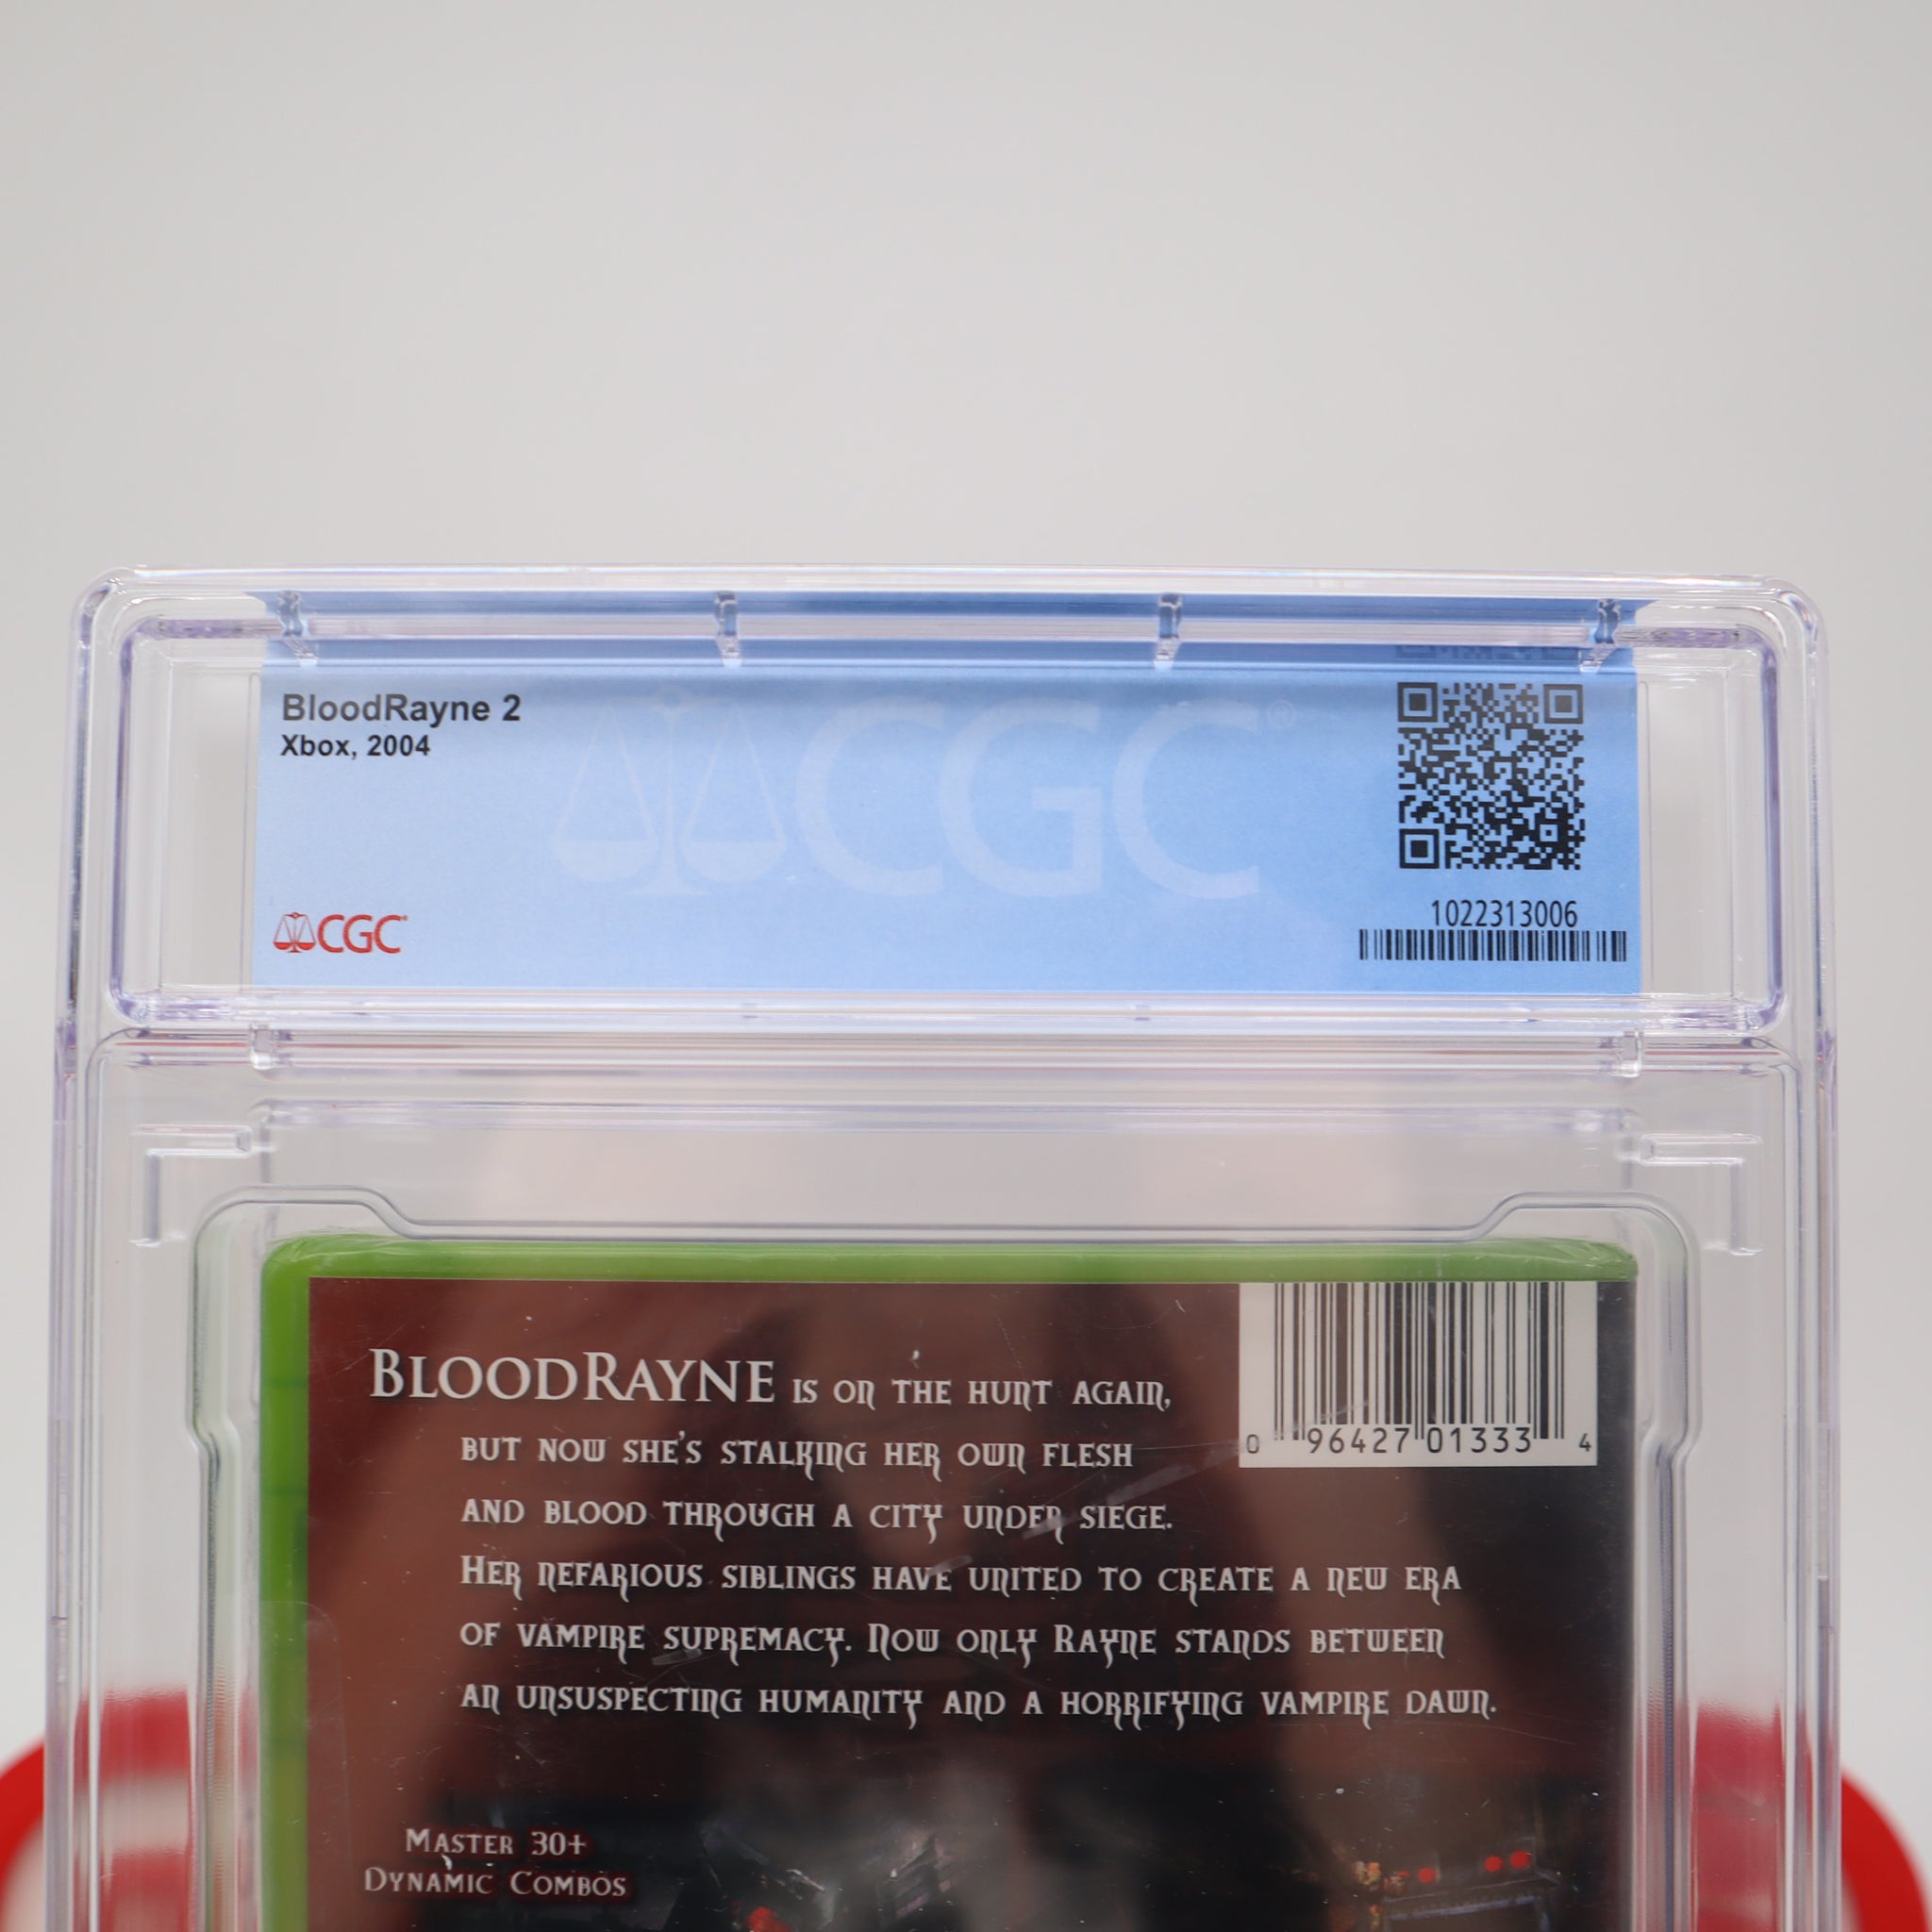 BloodRayne 2
Xbox, 2004
CGC®
CGC
1022313006
0 96427 01333 4
BLOODRAYNE IS ON THE HUNT AGAIN,
BUT NOW SHE'S STALKING HER OWN FLESH
AND BLOOD THROUGH A CITY UNDER SIEGE.
HER NEFARIOUS SIBLINGS HAVE UNITED TO CREATE A NEW ERA
OF VAMPIRE SUPREMACY. NOW ONLY RAYNE STANDS BETWEEN
AN UNSUSPECTING HUMANITY AND A HORRIFYING VAMPIRE DAWN.
MASTER 30+
DYNAMIC COMBOS